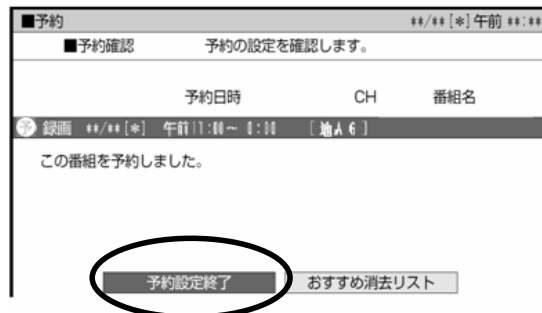 ■予約 **/**[*]午前 **:**
■予約確認 予約の設定を確認します。
予約日時 CH 番組名
予 録画 **/**[*] 午前11:00～ 0:00 [地A 6]
この番組を予約しました。
予約設定終了 おすすめ消去リスト